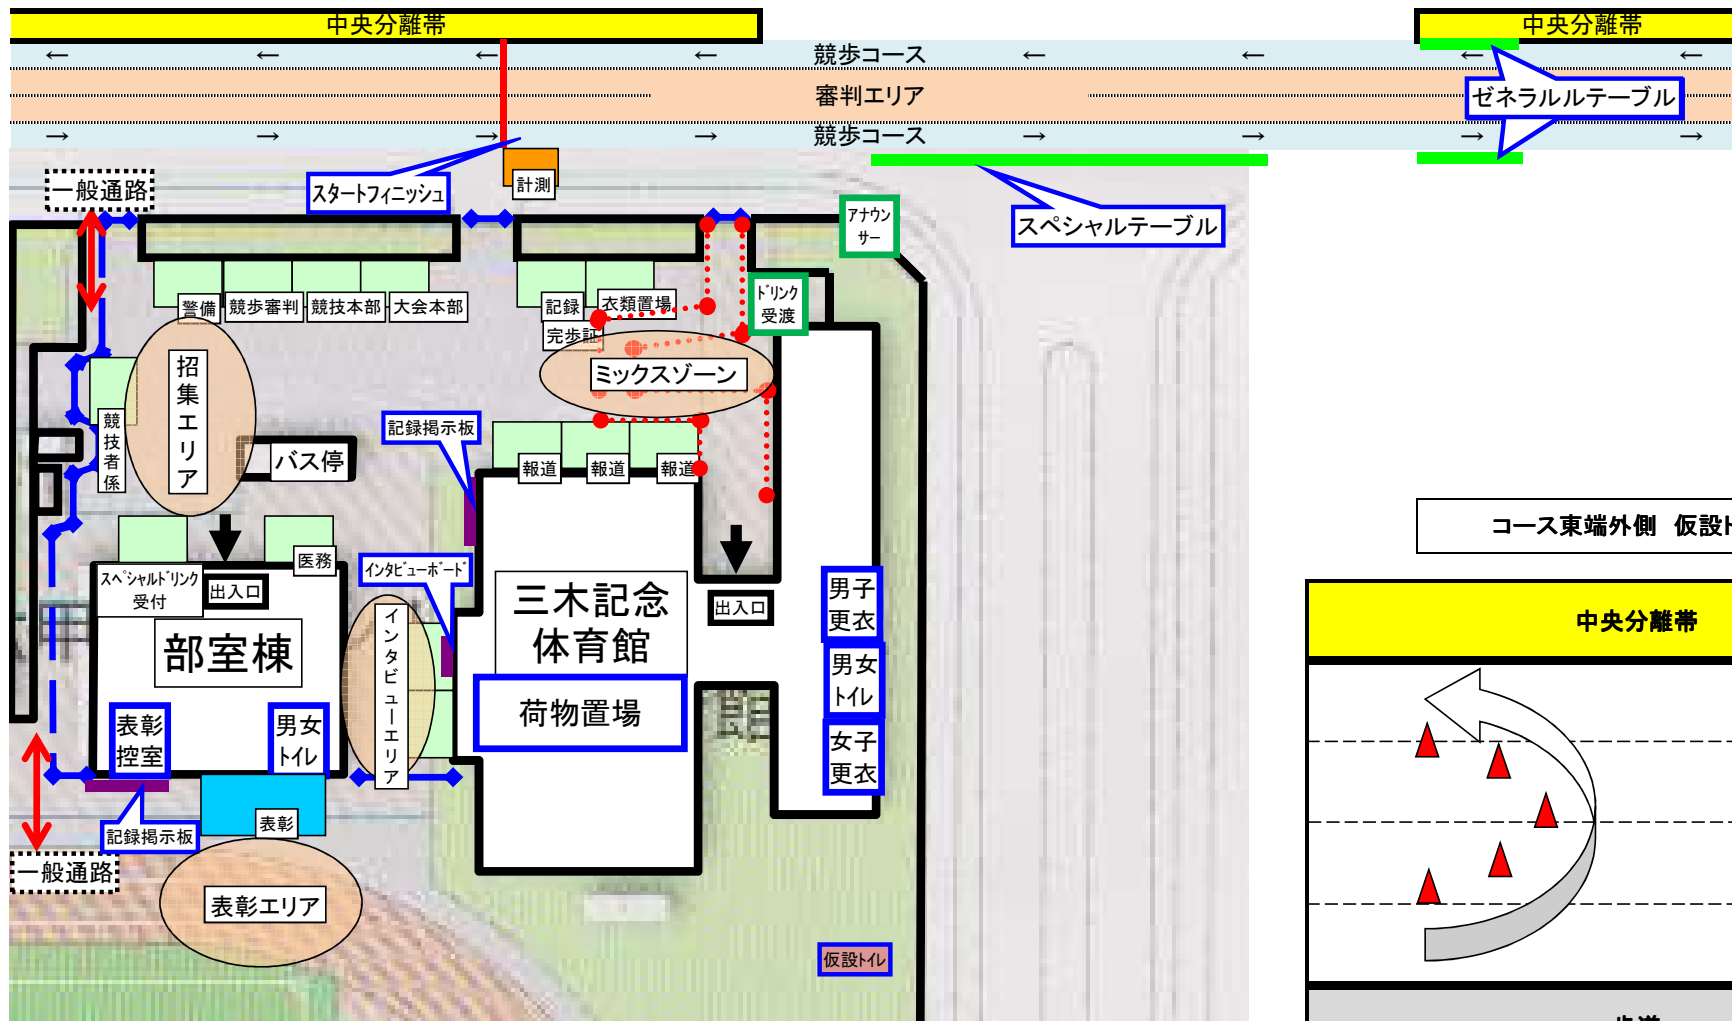 中央分離帯
中央分離帯
← ← ← ← 競歩コース ← ← ← ←
審判エリア
ゼネラルルテーブル
→ → → → 競歩コース → → → →
一般通路
スタートフィニッシュ
計測
スペシャルテーブル
アナウン
サー
ドリンク
受渡
警備
競歩審判
競技本部
大会本部
記録
衣類置場
完歩証
招集エリア
ミックスゾーン
競技者係
バス停
記録掲示板
報道
報道
報道
コース東端外側 仮設ト
スペシャルドリンク
受付
出入口
医務
インタビューボード
部室棟
インタビューエリア
三木記念
体育館
出入口
荷物置場
男子
更衣
男女
トイレ
女子
更衣
表彰
控室
男女
トイレ
中央分離帯
表彰
記録掲示板
一般通路
表彰エリア
仮設トイレ